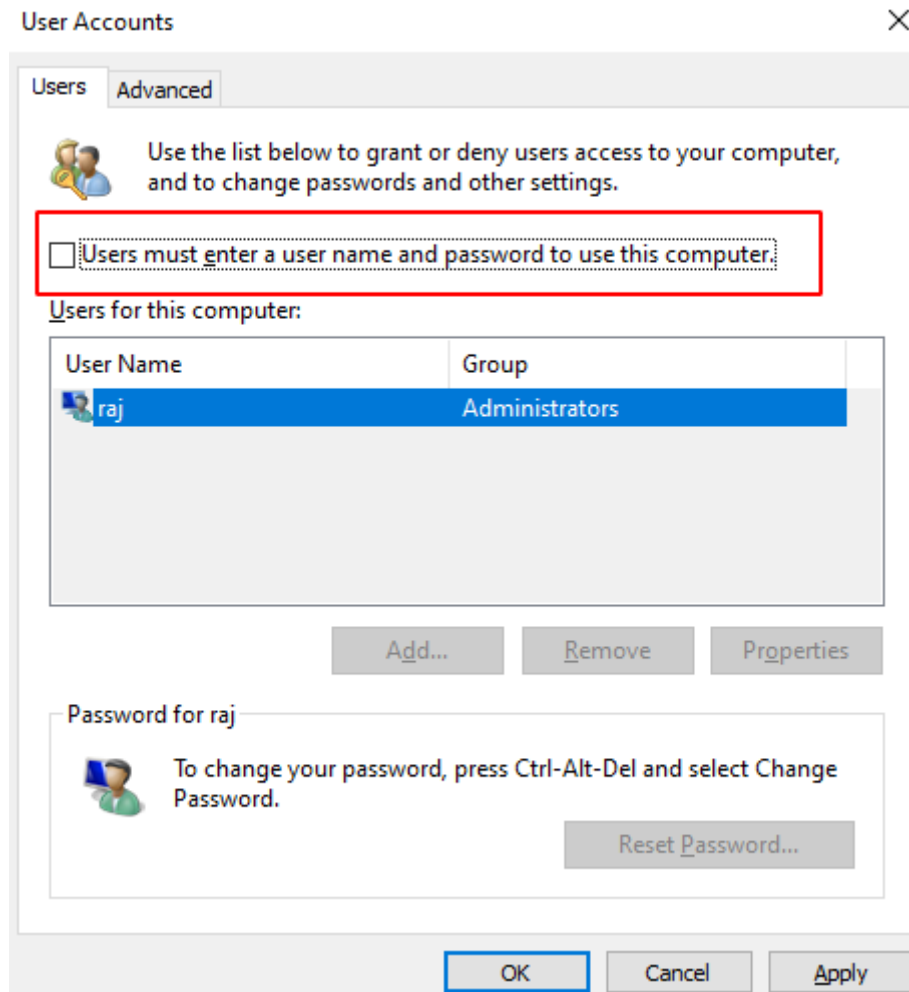 User Accounts
Users
Advanced
Use the list below to grant or deny users access to your computer,
and to change passwords and other settings.
Users must enter a user name and password to use this computer.
Users for this computer:
User Name Group
raj Administrators
Add... Remove Properties
Password for raj
To change your password, press Ctrl-Alt-Del and select Change
Password.
Reset Password...
OK Cancel Apply